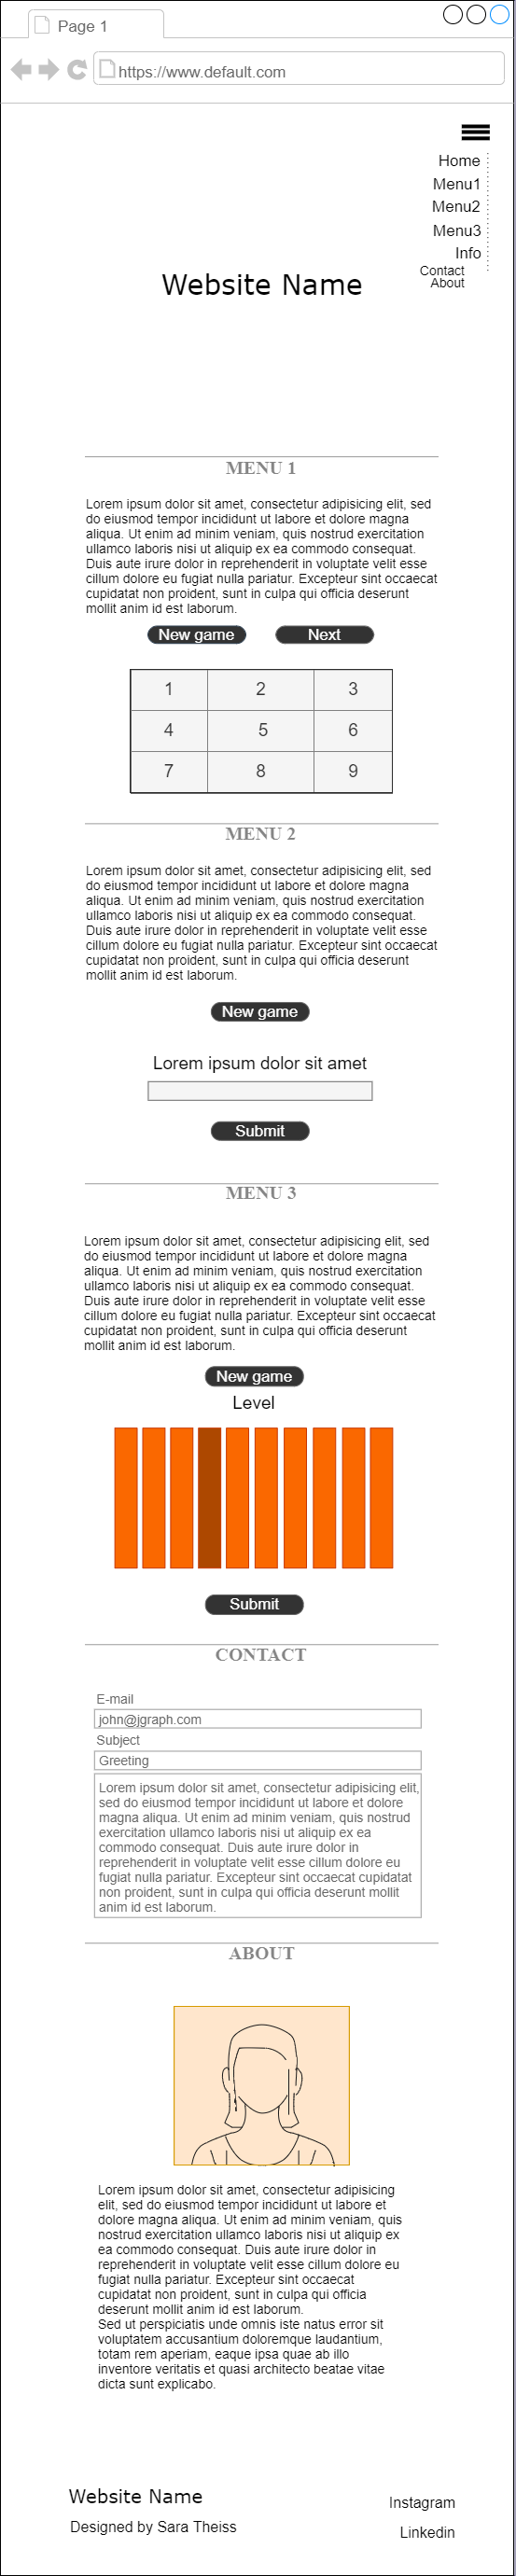 Page 1
https://www.default.com
Home
Menu1
Menu2
Menu3
Info
Contact
About
Website Name
MENU 1
Lorem ipsum dolor sit amet, consectetur adipisicing elit, sed
do eiusmod tempor incididunt ut labore et dolore magna
aliqua. Ut enim ad minim veniam, quis nostrud exercitation
ullamco laboris nisi ut aliquip ex ea commodo consequat.
Duis aute irure dolor in reprehenderit in voluptate velit esse
cillum dolore eu fugiat nulla pariatur. Excepteur sint occaecat
cupidatat non proident, sunt in culpa qui officia deserunt
mollit anim id est laborum.
New game Next
1 2 3
4 5 6
7 8 9
MENU 2
Lorem ipsum dolor sit amet, consectetur adipisicing elit, sed
do eiusmod tempor incididunt ut labore et dolore magna
aliqua. Ut enim ad minim veniam, quis nostrud exercitation
ullamco laboris nisi ut aliquip ex ea commodo consequat.
Duis aute irure dolor in reprehenderit in voluptate velit esse
cillum dolore eu fugiat nulla pariatur. Excepteur sint occaecat
cupidatat non proident, sunt in culpa qui officia deserunt
mollit anim id est laborum.
New game
Lorem ipsum dolor sit amet
Submit
MENU 3
Lorem ipsum dolor sit amet, consectetur adipisicing elit, sed
do eiusmod tempor incididunt ut labore et dolore magna
aliqua. Ut enim ad minim veniam, quis nostrud exercitation
ullamco laboris nisi ut aliquip ex ea commodo consequat.
Duis aute irure dolor in reprehenderit in voluptate velit esse
cillum dolore eu fugiat nulla pariatur. Excepteur sint occaecat
cupidatat non proident, sunt in culpa qui officia deserunt
mollit anim id est laborum.
New game
Level
Submit
CONTACT
E-mail
john@jgraph.com
Subject
Greeting
Lorem ipsum dolor sit amet, consectetur adipisicing elit,
sed do eiusmod tempor incididunt ut labore et dolore
magna aliqua. Ut enim ad minim veniam, quis nostrud
exercitation ullamco laboris nisi ut aliquip ex ea
commodo consequat. Duis aute irure dolor in
reprehenderit in voluptate velit esse cillum dolore eu
fugiat nulla pariatur. Excepteur sint occaecat cupidatat
non proident, sunt in culpa qui officia deserunt mollit
anim id est laborum.
ABOUT
Lorem ipsum dolor sit amet, consectetur adipisicing
elit, sed do eiusmod tempor incididunt ut labore et
dolore magna aliqua. Ut enim ad minim veniam, quis
nostrud exercitation ullamco laboris nisi ut aliquip ex
ea commodo consequat. Duis aute irure dolor in
reprehenderit in voluptate velit esse cillum dolore eu
fugiat nulla pariatur. Excepteur sint occaecat
cupidatat non proident, sunt in culpa qui officia
deserunt mollit anim id est laborum.
Sed ut perspiciatis unde omnis iste natus error sit
voluptatem accusantium doloremque laudantium,
totam rem aperiam, eaque ipsa quae ab illo
inventore veritatis et quasi architecto beatae vitae
dicta sunt explicabo.
Website Name
Designed by Sara Theiss
Instagram
Linkedin